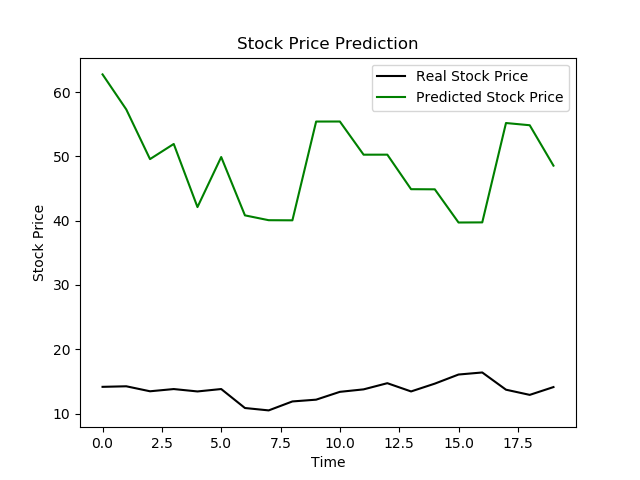 Stock Price Prediction
Real Stock Price
Predicted Stock Price
Stock Price
60
50
40
30
20
10
0.0 2.5 5.0 7.5 10.0 12.5 15.0 17.5
Time